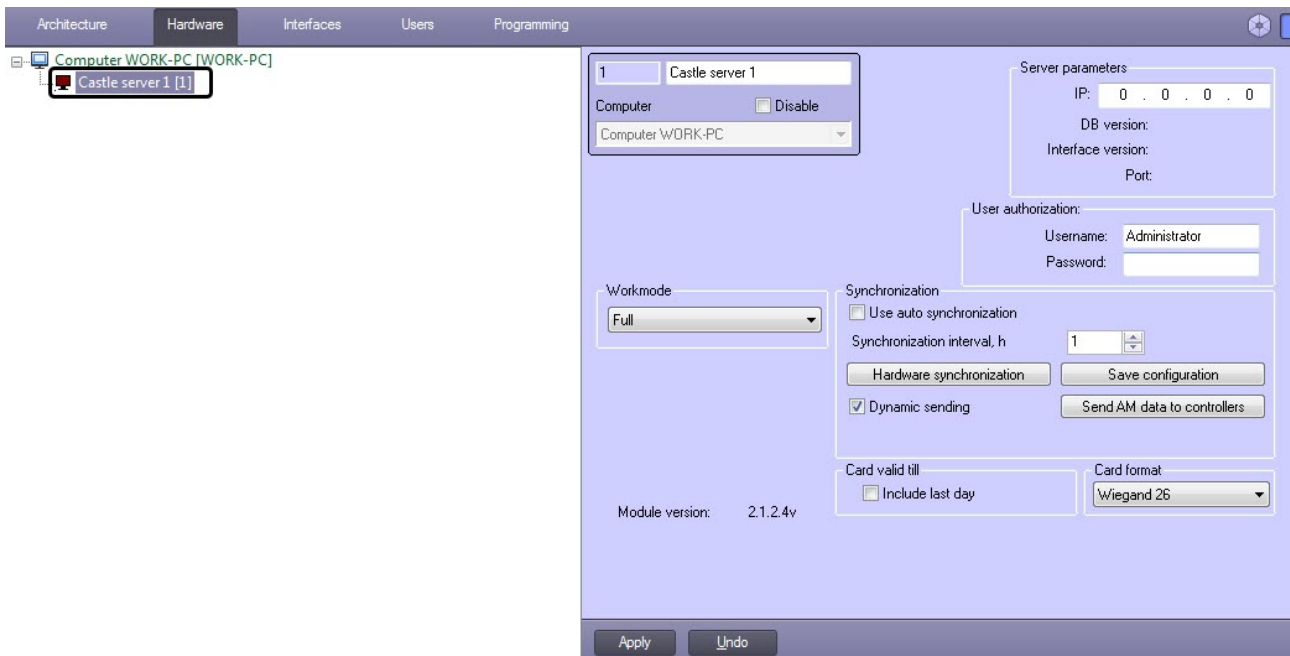 Architecture Hardware Interfaces Users Programming
Computer WORK-PC [WORK-PC]
Castle server 1 [1]
1 Castle server 1
Computer Disable
Computer WORK-PC
Server parameters
IP: 0 . 0 . 0 . 0
DB version:
Interface version:
Port:
User authorization:
Username: Administrator
Password:
Workmode
Full
Synchronization
Use auto synchronization
Synchronization interval, h 1
Hardware synchronization Save configuration
Dynamic sending Send AM data to controllers
Card valid till
Include last day
Card format
Wiegand 26
Module version: 2.1.2.4v
Apply Undo